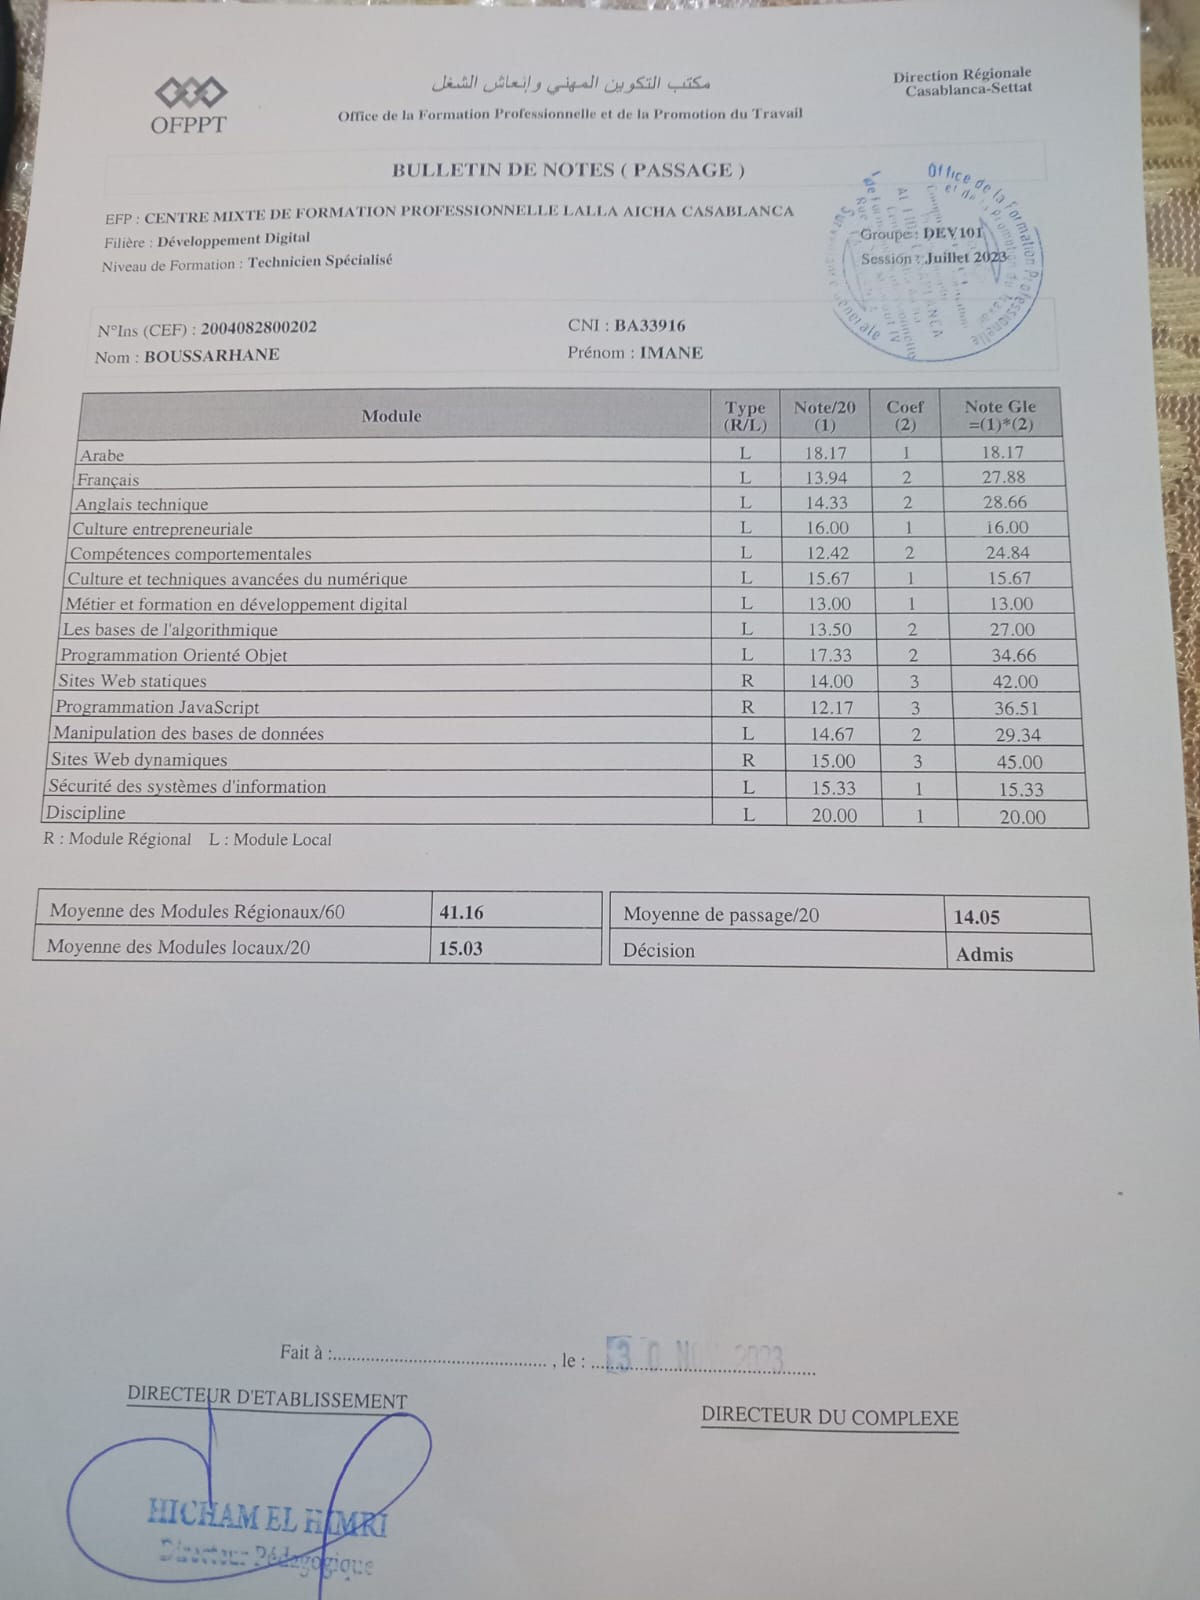 OFPPT
مكتب التكوين المهني وإنعاش الشغل
Office de la Formation Professionnelle et de la Promotion du Travail
Direction Régionale
Casablanca-Settat
BULLETIN DE NOTES ( PASSAGE )
EFP : CENTRE MIXTE DE FORMATION PROFESSIONNELLE LALLA AICHA CASABLANCA
Filière : Développement Digital
Niveau de Formation : Technicien Spécialisé
Groupe : DEV101
Session : Juillet 2023
Office de la Formation Professionnelle
et de la promotion du travail
N°Ins (CEF) : 2004082800202 CNI : BA33916
Nom : BOUSSARHANE Prénom : IMANE
Module Type (R/L) Note/20 (1) Coef (2) Note Gle =(1)*(2)
Arabe L 18.17 1 18.17
Français L 13.94 2 27.88
Anglais technique L 14.33 2 28.66
Culture entrepreneuriale L 16.00 1 16.00
Compétences comportementales L 12.42 2 24.84
Culture et techniques avancées du numérique L 15.67 1 15.67
Métier et formation en développement digital L 13.00 1 13.00
Les bases de l'algorithmique L 13.50 2 27.00
Programmation Orienté Objet L 17.33 2 34.66
Sites Web statiques R 14.00 3 42.00
Programmation JavaScript R 12.17 3 36.51
Manipulation des bases de données L 14.67 2 29.34
Sites Web dynamiques R 15.00 3 45.00
Sécurité des systèmes d'information L 15.33 1 15.33
Discipline L 20.00 1 20.00
R : Module Régional L : Module Local
Moyenne des Modules Régionaux/60 41.16 Moyenne de passage/20 14.05
Moyenne des Modules locaux/20 15.03 Décision Admis
Fait à :.............................................. , le : 30 NOV 2023
DIRECTEUR D'ETABLISSEMENT
DIRECTEUR DU COMPLEXE
HICHAM EL HIMRI
Directeur Pédagogique